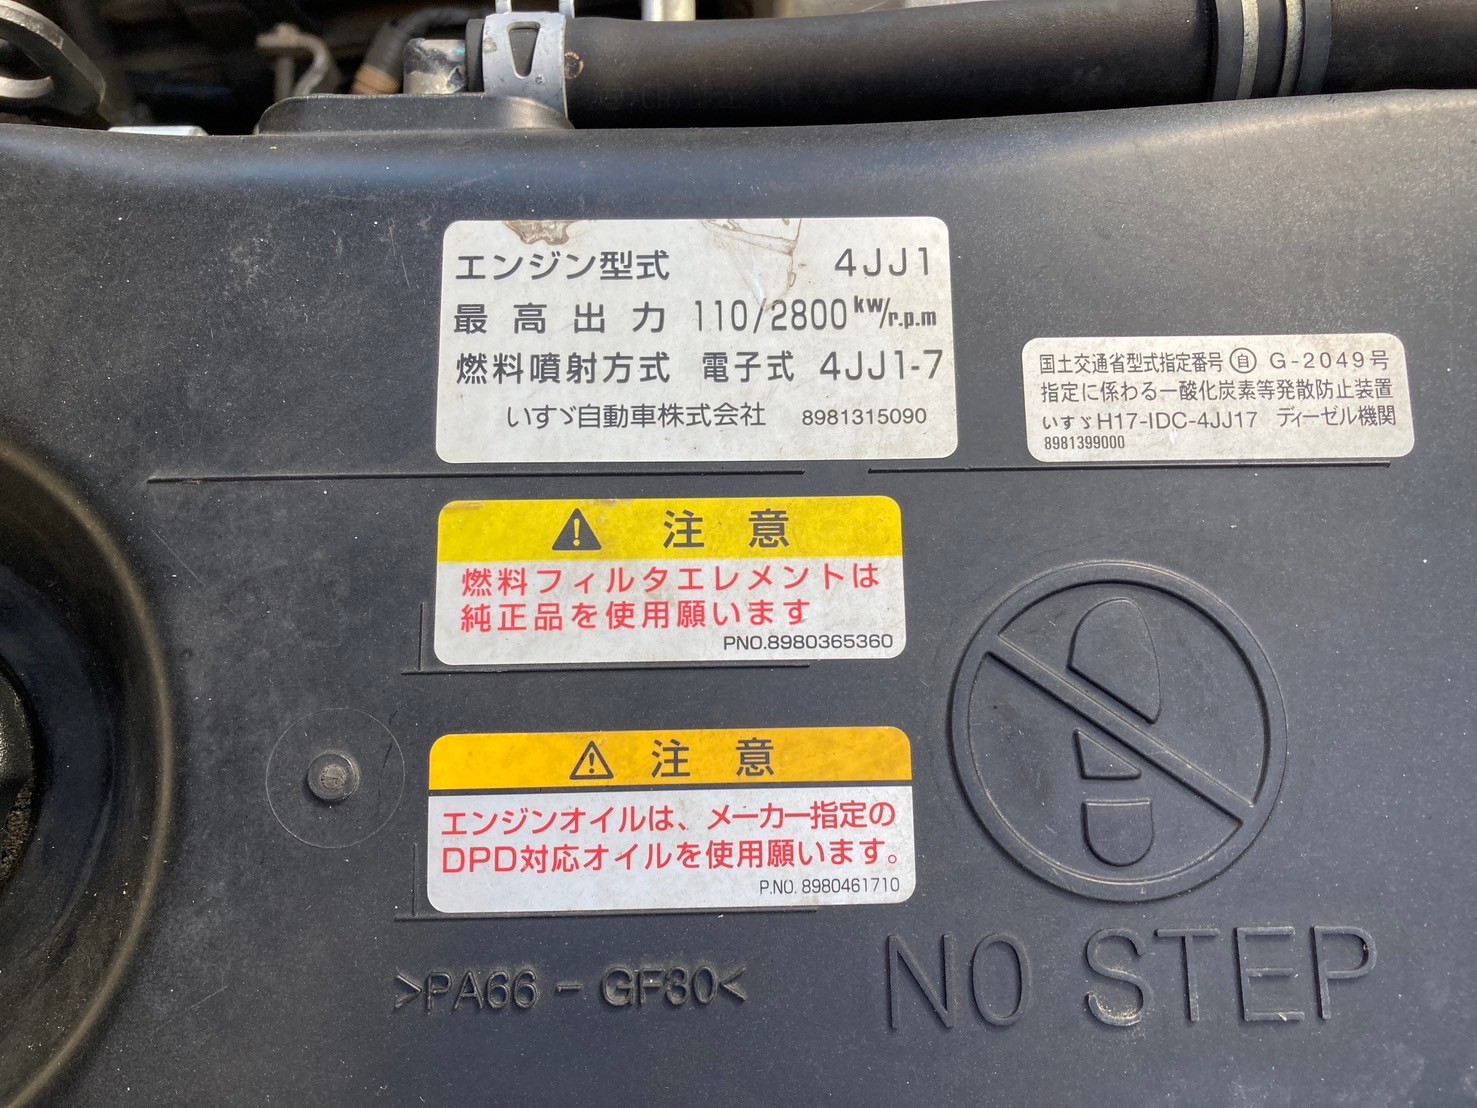 エンジン型式 4JJ1
最高出力 110/2800 kW/r.p.m
燃料噴射方式 電子式 4JJ1-7
いすゞ自動車株式会社 8981315090
国土交通省型式指定番号 自 G-2049号
指定に係わる一酸化炭素等発散防止装置
いすゞH17-IDC-4JJ17 ディーゼル機関
8981399000
注意
燃料フィルタエレメントは
純正品を使用願います
PNO.8980365360
注意
エンジンオイルは、メーカー指定の
DPD対応オイルを使用願います。
P.NO. 8980461710
>PA66-GF30<
NO STEP